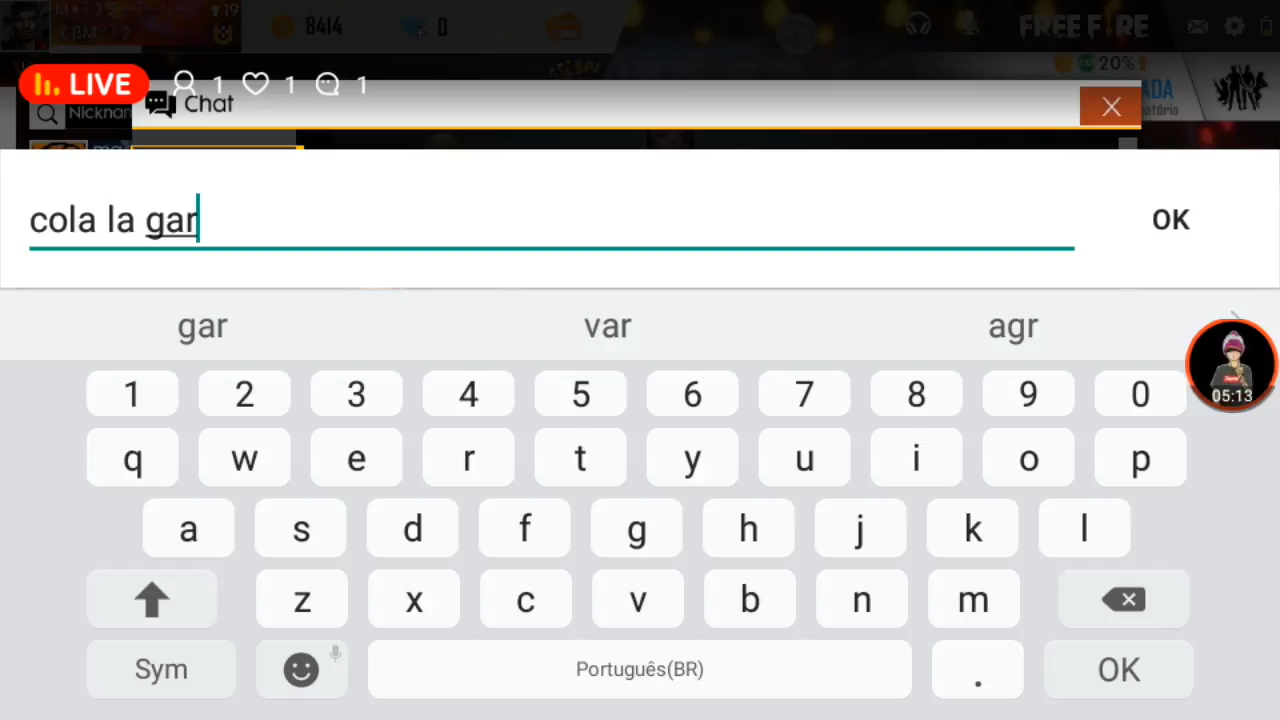 19
8414
0
FREE FIRE
20%
LIVE 1 1 1
Chat
cola la gar
OK
gar var agr
05:13
1 2 3 4 5 6 7 8 9 0
q w e r t y u i o p
a s d f g h j k l
z x c v b n m
Sym Português(BR) . OK